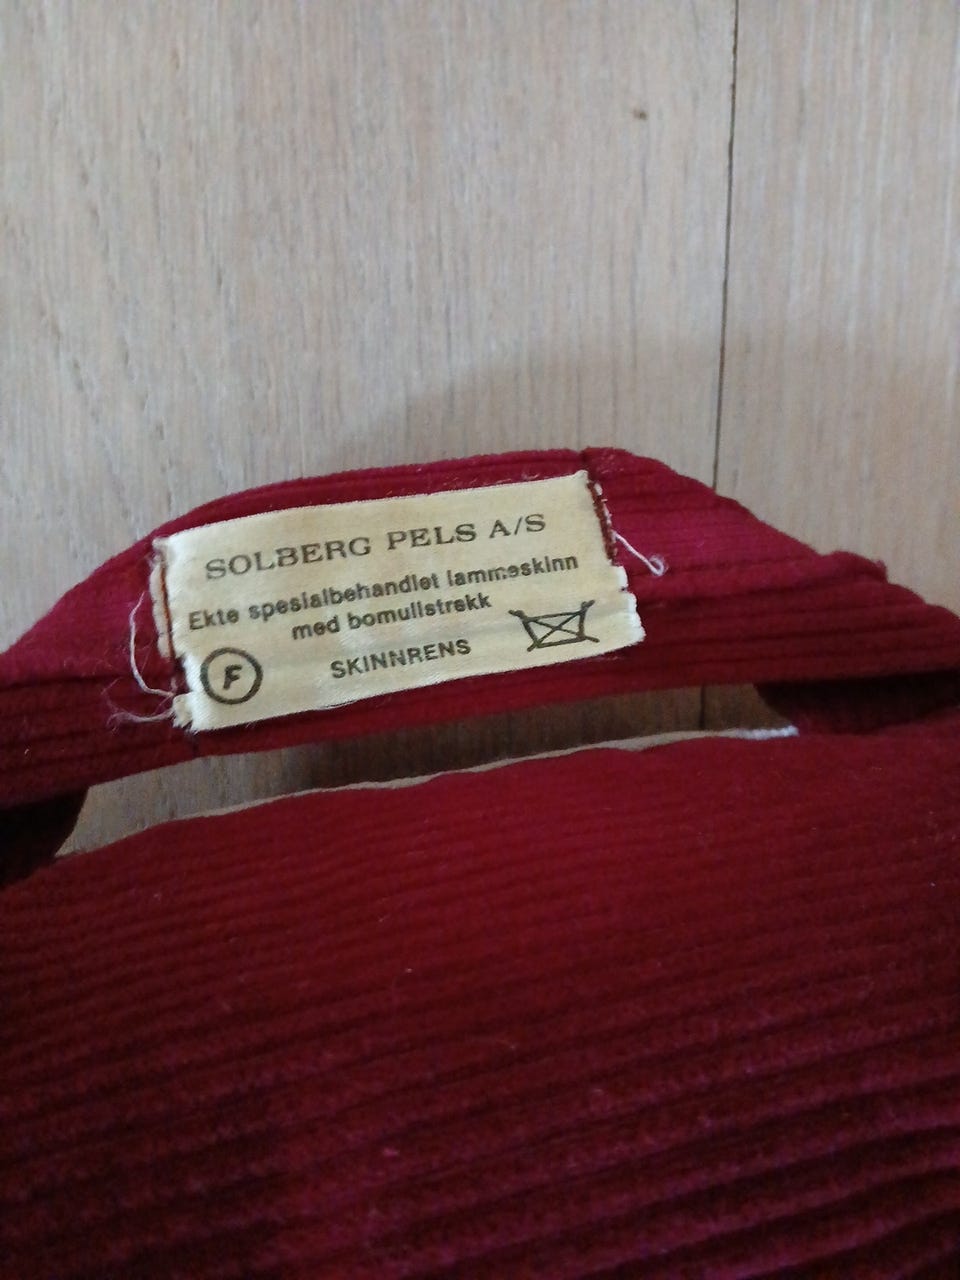 SOLBERG PELS A/S
Ekte spesialbehandlet lammeskinn
med bomullstrekk
F SKINNRENS